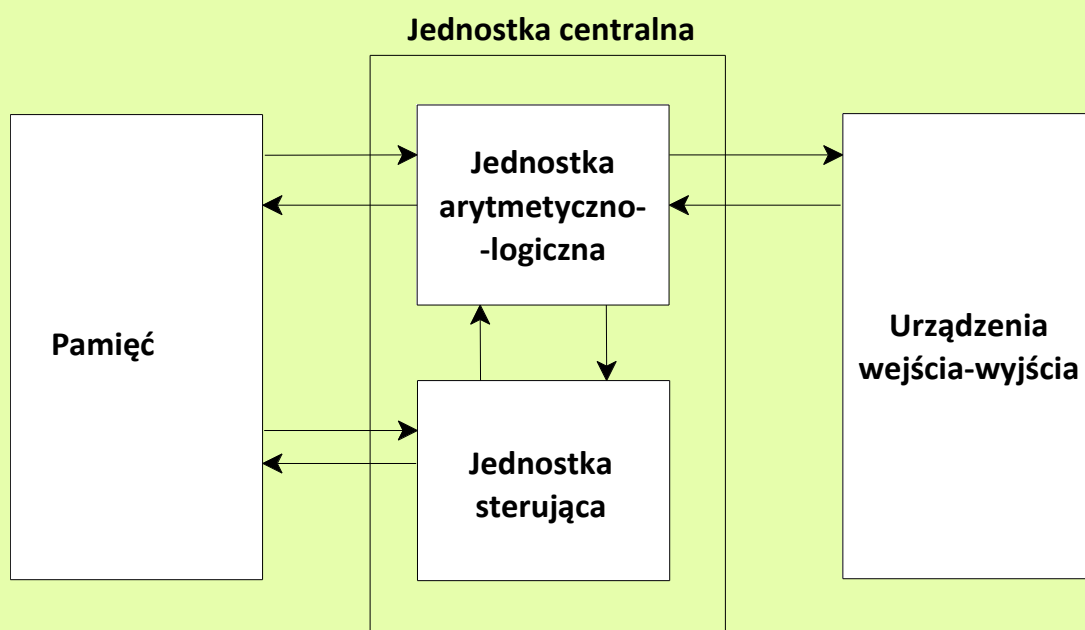 Jednostka centralna
Pamięć
Jednostka
arytmetyczno-
-logiczna
Jednostka
sterująca
Urządzenia
wejścia-wyjścia